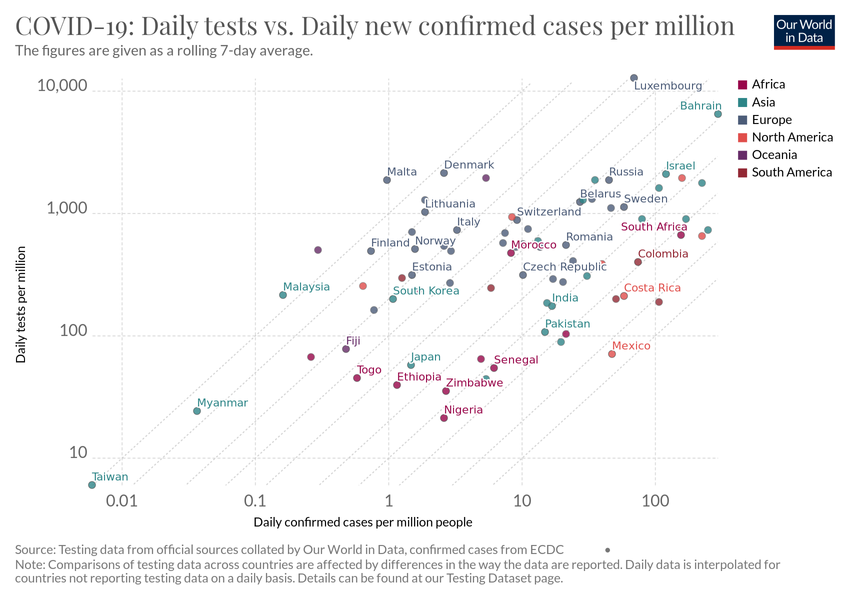 COVID-19: Daily tests vs. Daily new confirmed cases per million
The figures are given as a rolling 7-day average.
Our World
in Data
Daily tests per million
10,000
1,000
100
10
0.01
0.1
1
10
100
Daily confirmed cases per million people
Luxembourg
Bahrain
Malta
Denmark
Russia
Israel
Lithuania
Belarus
Sweden
Switzerland
Italy
South Africa
Finland
Norway
Morocco
Romania
Colombia
Estonia
Czech Republic
Malaysia
South Korea
India
Costa Rica
Pakistan
Fiji
Japan
Senegal
Mexico
Togo
Ethiopia
Zimbabwe
Myanmar
Nigeria
Taiwan
Africa
Asia
Europe
North America
Oceania
South America
Source: Testing data from official sources collated by Our World in Data, confirmed cases from ECDC
Note: Comparisons of testing data across countries are affected by differences in the way the data are reported. Daily data is interpolated for
countries not reporting testing data on a daily basis. Details can be found at our Testing Dataset page.